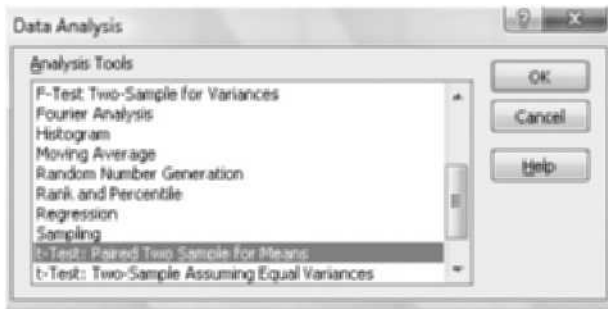 Data Analysis
Analysis Tools
F-Test Two-Sample for Variances
Fourier Analysis
Histogram
Moving Average
Random Number Generation
Rank and Percentile
Regression
Sampling
t-Test: Paired Two Sample for Means
t-Test: Two-Sample Assuming Equal Variances
OK
Cancel
Help